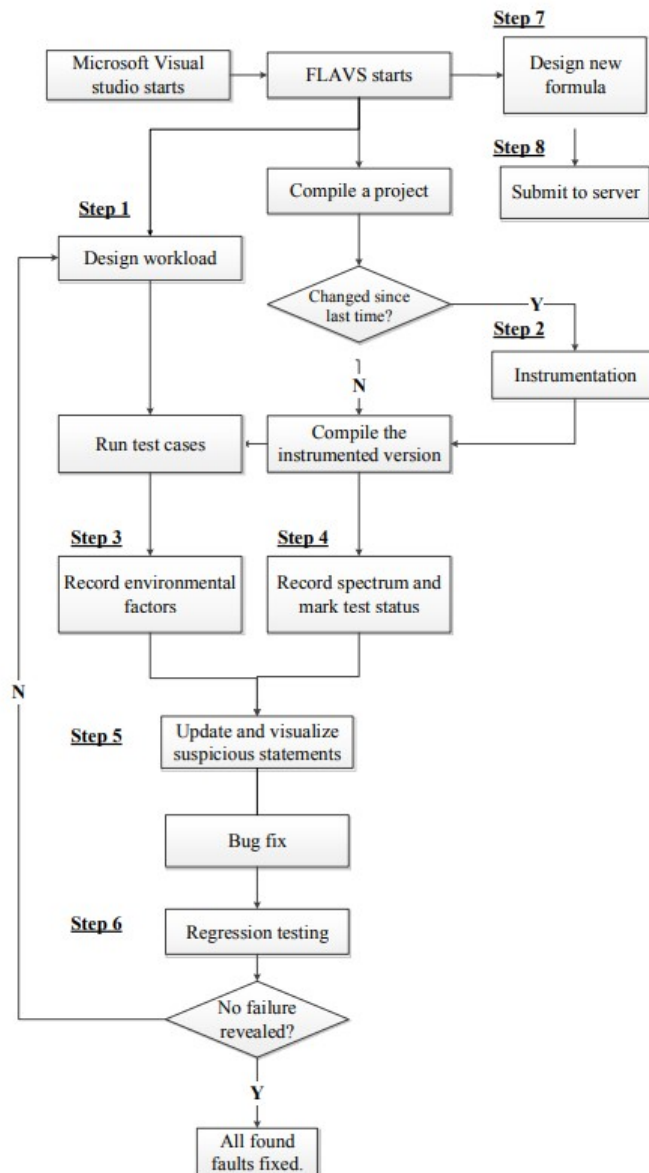 Step 7
Microsoft Visual
studio starts
FLAVS starts
Design new
formula
Step 8
Compile a project
Submit to server
Step 1
Design workload
Changed since
last time?
Y
Step 2
Instrumentation
N
Run test cases
Compile the
instrumented version
Step 3
Step 4
Record environmental
factors
Record spectrum and
mark test status
N
Step 5
Update and visualize
suspicious statements
Bug fix
Step 6
Regression testing
No failure
revealed?
Y
All found
faults fixed.